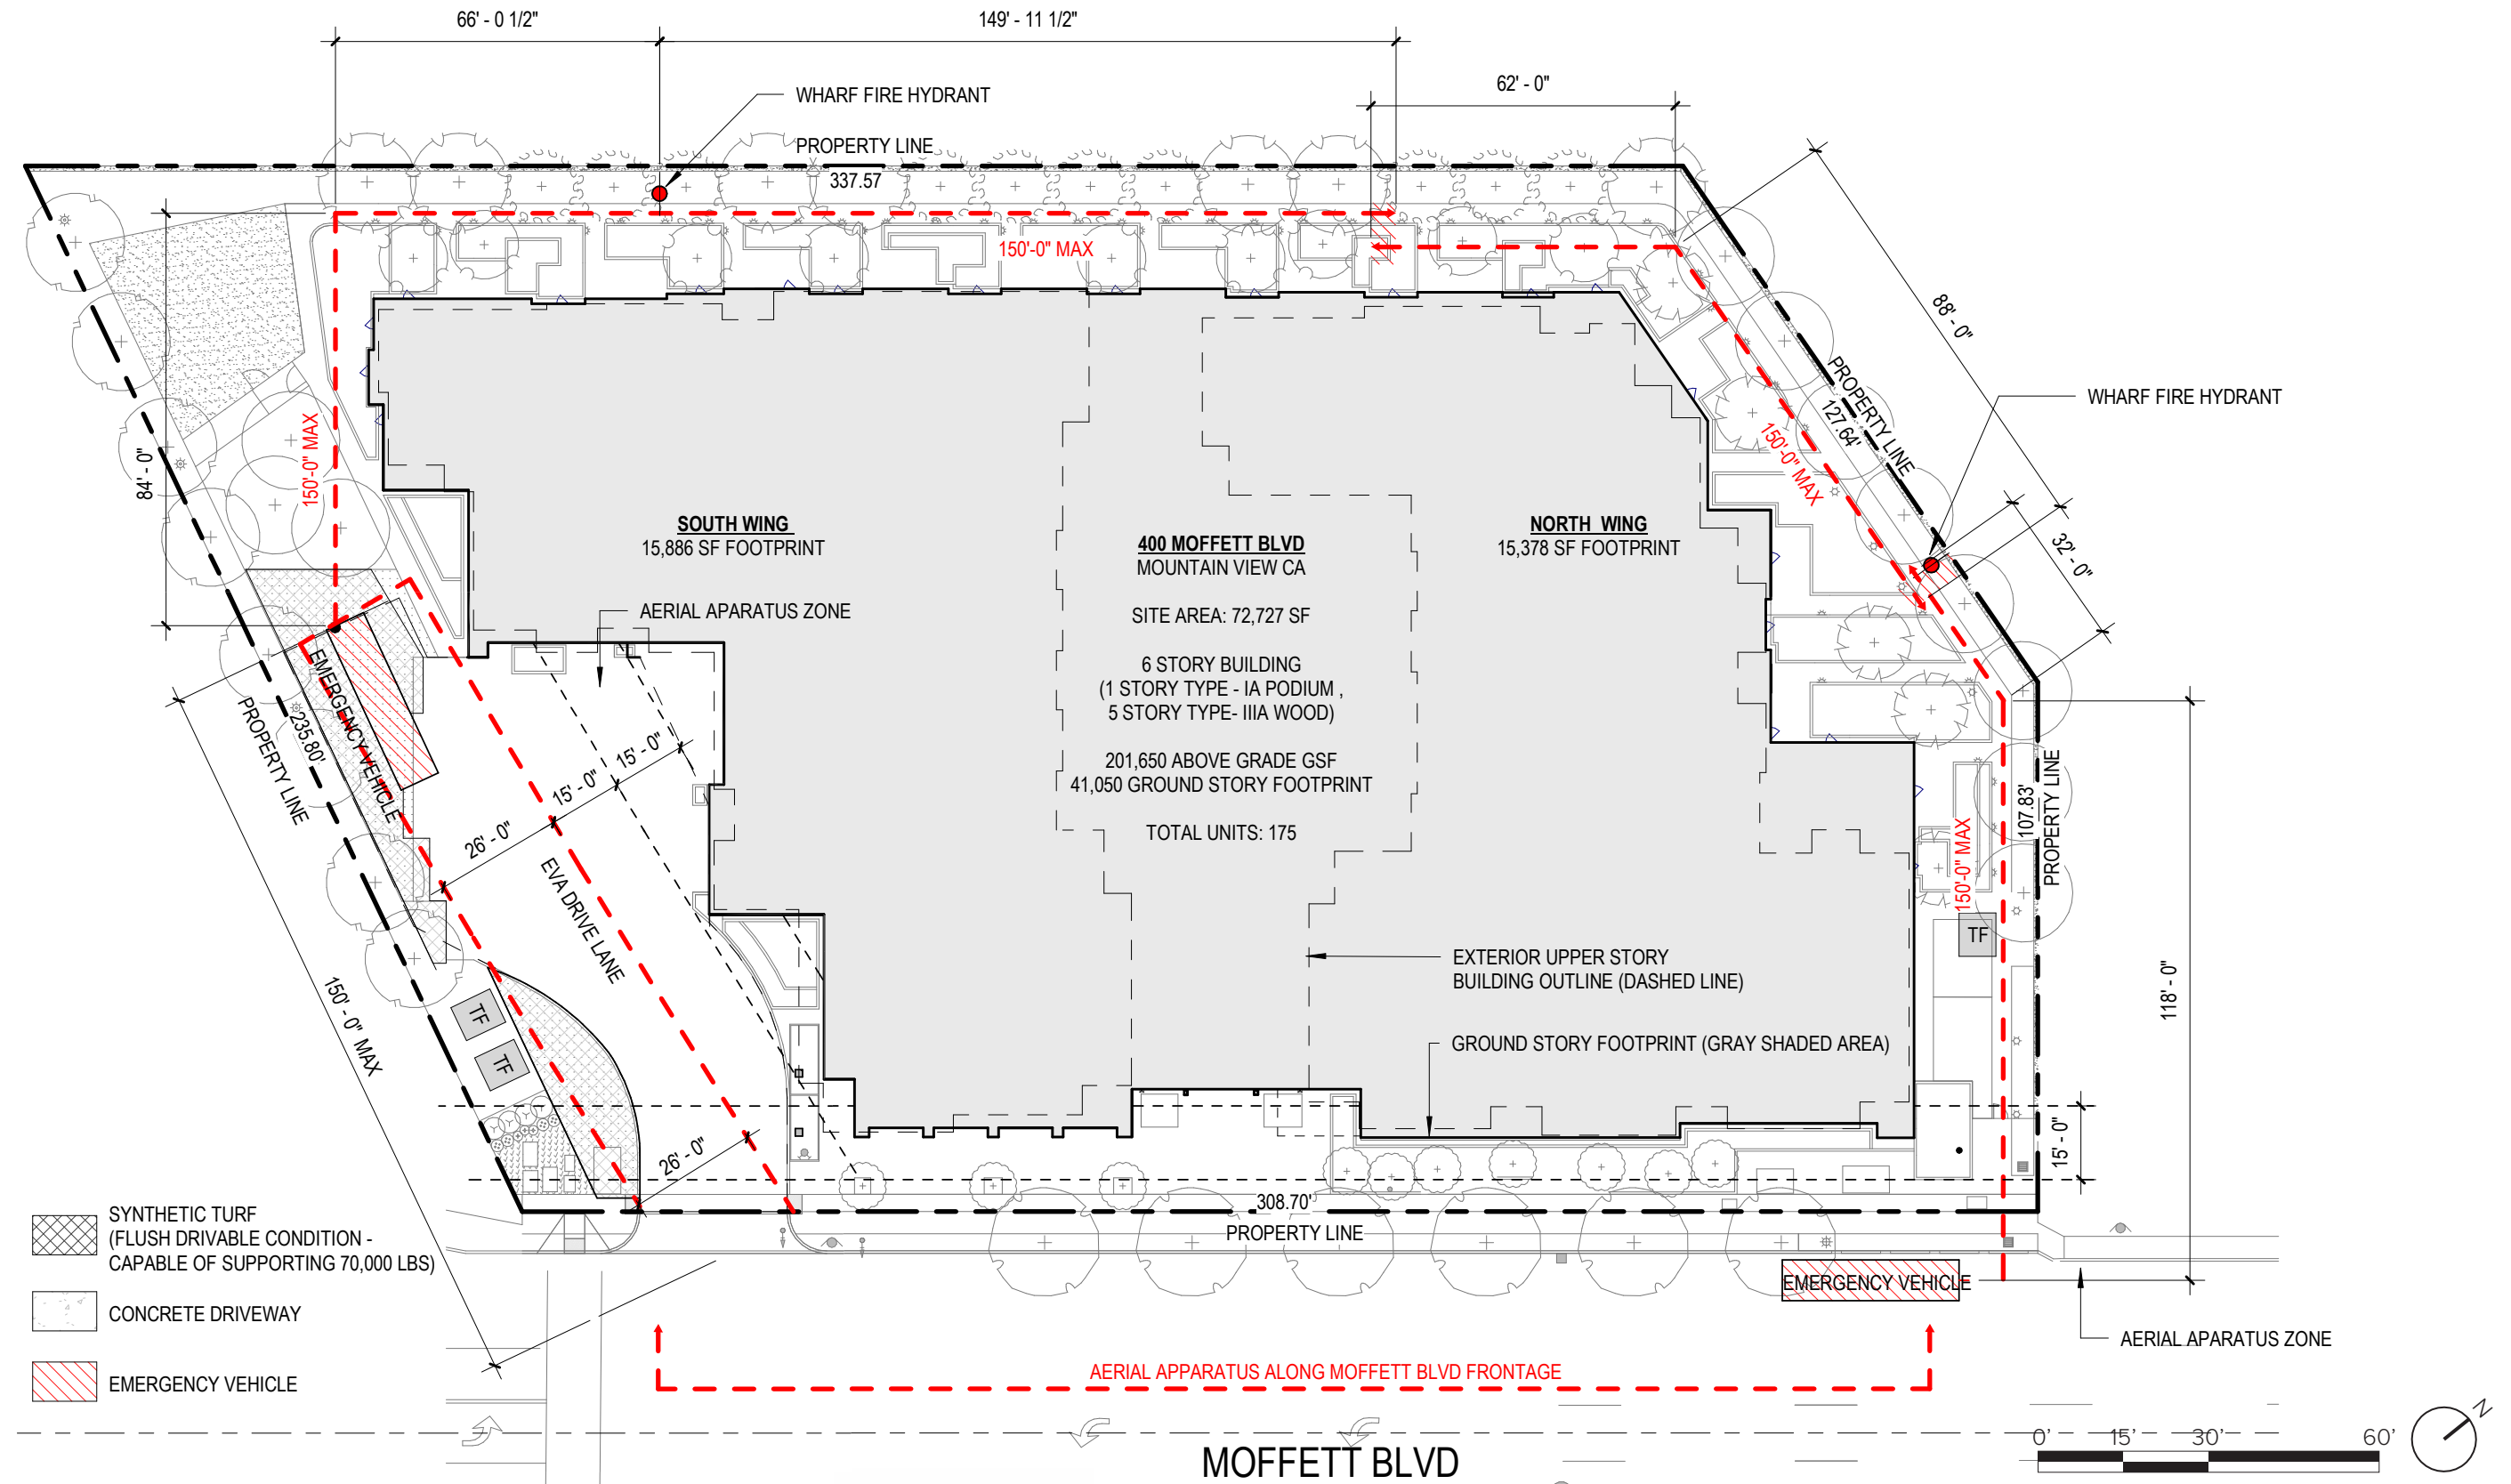 66' - 0 1/2"
149' - 11 1/2"
62' - 0"
WHARF FIRE HYDRANT
PROPERTY LINE
337.57
150'-0" MAX
88' - 0"
PROPERTY LINE
127.64'
WHARF FIRE HYDRANT
150'-0" MAX
32' - 0"
84' - 0"
150'-0" MAX
SOUTH WING
15,886 SF FOOTPRINT
400 MOFFETT BLVD
MOUNTAIN VIEW CA
SITE AREA: 72,727 SF
6 STORY BUILDING
(1 STORY TYPE - IA PODIUM ,
5 STORY TYPE- IIIA WOOD)
201,650 ABOVE GRADE GSF
41,050 GROUND STORY FOOTPRINT
TOTAL UNITS: 175
NORTH WING
15,378 SF FOOTPRINT
AERIAL APARATUS ZONE
EMERGENCY VEHICLE
235.80'
PROPERTY LINE
15' - 0"
15' - 0"
26' - 0"
EVA DRIVE LANE
150' - 0" MAX
TF
TF
26' - 0"
EXTERIOR UPPER STORY
BUILDING OUTLINE (DASHED LINE)
GROUND STORY FOOTPRINT (GRAY SHADED AREA)
150'-0" MAX
107.83'
PROPERTY LINE
TF
118' - 0"
15' - 0"
308.70'
PROPERTY LINE
EMERGENCY VEHICLE
AERIAL APARATUS ZONE
SYNTHETIC TURF
(FLUSH DRIVABLE CONDITION -
CAPABLE OF SUPPORTING 70,000 LBS)
CONCRETE DRIVEWAY
EMERGENCY VEHICLE
AERIAL APPARATUS ALONG MOFFETT BLVD FRONTAGE
MOFFETT BLVD
0' 15' 30' 60'
N